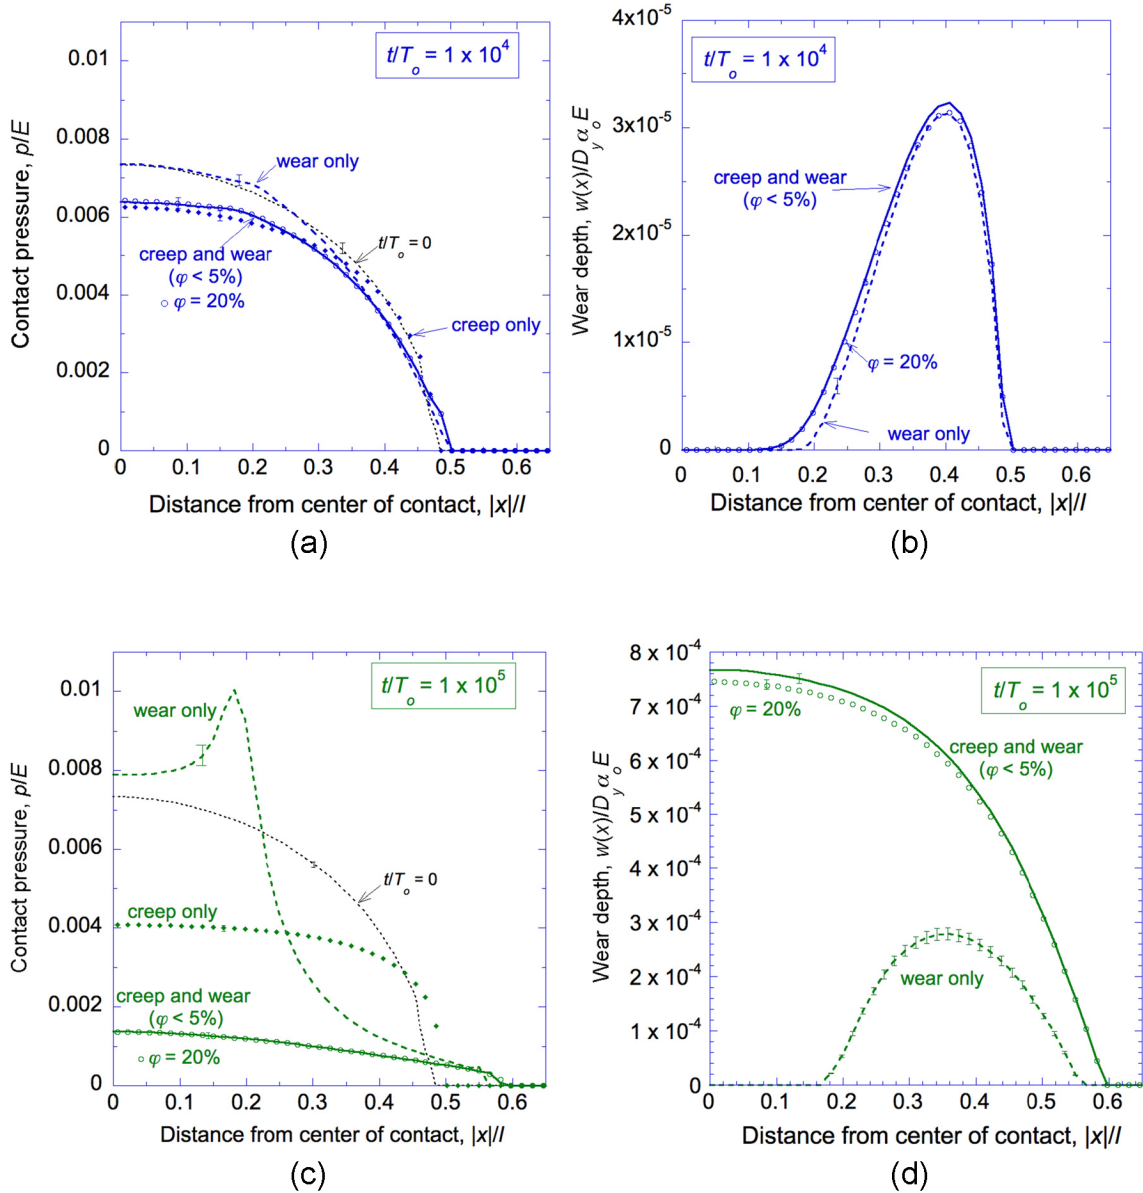 t/T_o = 1 x 10^4
0.01
0.008
0.006
0.004
0.002
0
Contact pressure, p/E
wear only
t/T_o = 0
creep and wear
(φ < 5%)
○ φ = 20%
creep only
0 0.1 0.2 0.3 0.4 0.5 0.6
Distance from center of contact, |x|/l
(a)
4x10^-5
t/T_o = 1 x 10^4
3x10^-5
2x10^-5
1x10^-5
0
Wear depth, w(x)/D_y α_o E
creep and wear
(φ < 5%)
φ = 20%
wear only
0 0.1 0.2 0.3 0.4 0.5 0.6
Distance from center of contact, |x|/l
(b)
t/T_o = 1 x 10^5
0.01
0.008
0.006
0.004
0.002
0
Contact pressure, p/E
wear only
t/T_o = 0
creep only
creep and wear
(φ < 5%)
○ φ = 20%
0 0.1 0.2 0.3 0.4 0.5 0.6
Distance from center of contact, |x|/l
(c)
8 x 10^-4
7 x 10^-4
6 x 10^-4
5 x 10^-4
4 x 10^-4
3 x 10^-4
2 x 10^-4
1 x 10^-4
0
Wear depth, w(x)/D_y α_o E
t/T_o = 1 x 10^5
φ = 20%
creep and wear
(φ < 5%)
wear only
0 0.1 0.2 0.3 0.4 0.5 0.6
Distance from center of contact, |x|/l
(d)